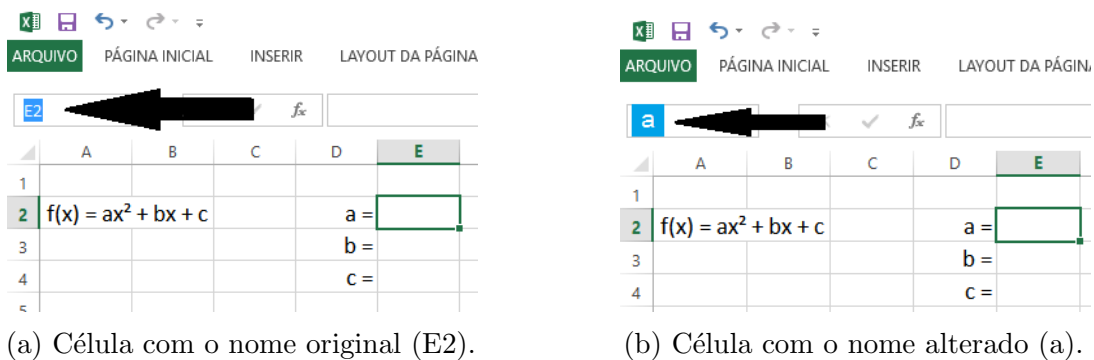 ARQUIVO PÁGINA INICIAL INSERIR LAYOUT DA PÁGINA
E2 fx
A B C D E
1
2 f(x) = ax² + bx + c a =
3 b =
4 c =
5
(a) Célula com o nome original (E2).
ARQUIVO PÁGINA INICIAL INSERIR LAYOUT DA PÁGIN
a fx
A B C D E
1
2 f(x) = ax² + bx + c a =
3 b =
4 c =
(b) Célula com o nome alterado (a).